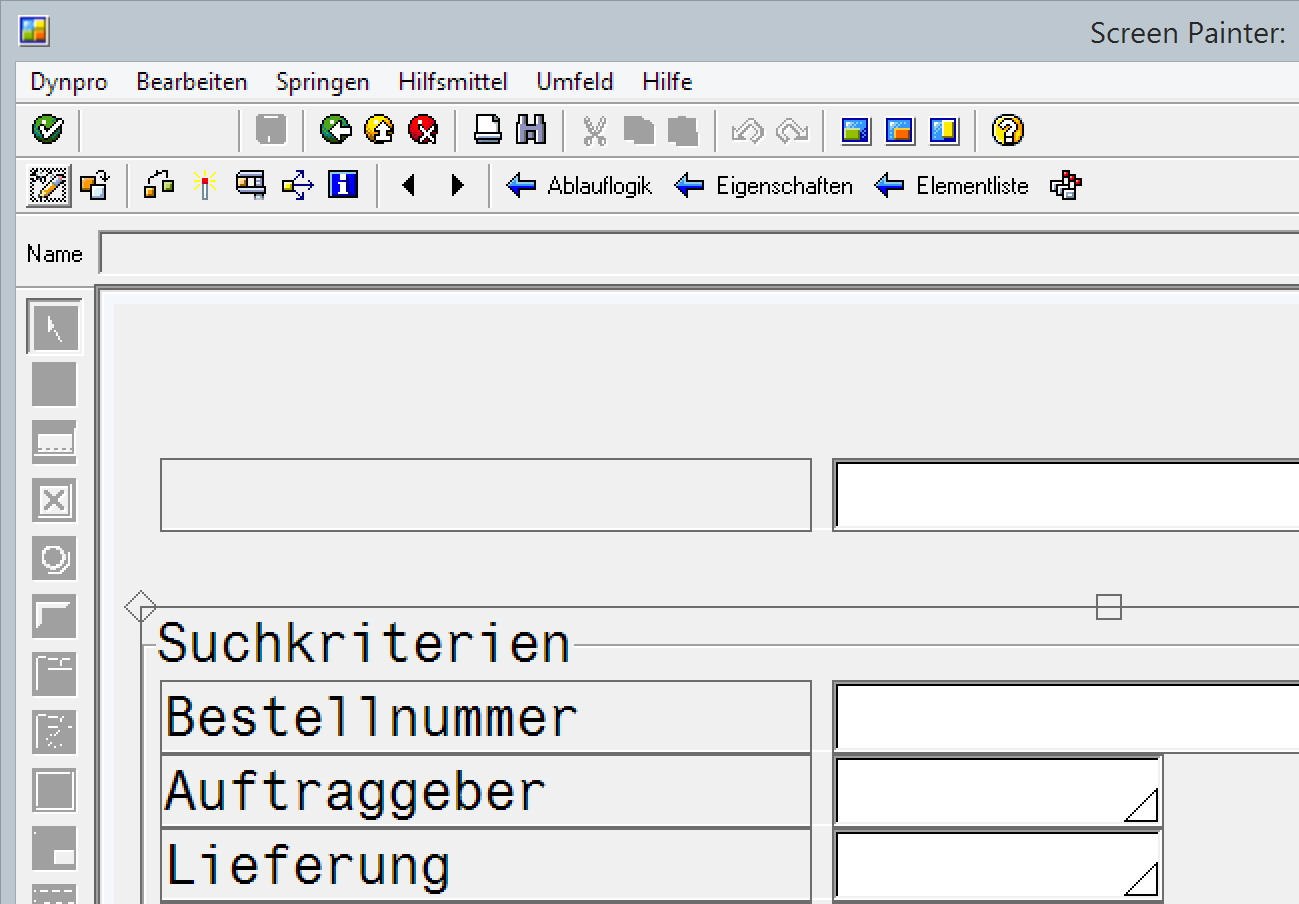 Screen Painter:
Dynpro Bearbeiten Springen Hilfsmittel Umfeld Hilfe
Ablauflogik Eigenschaften Elementliste
Name
Suchkriterien
Bestellnummer
Auftraggeber
Lieferung